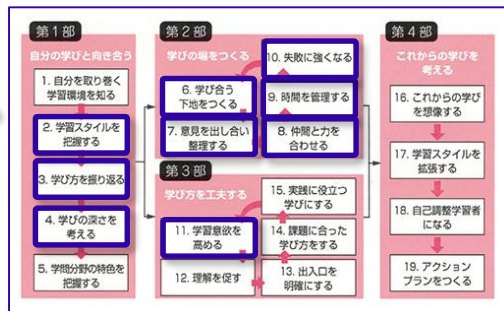 第1部
自分の学びと向き合う
1. 自分を取り巻く
学習環境を知る
2. 学習スタイルを
把握する
3. 学び方を振り返る
4. 学びの深さを
考える
5. 学問分野の特色を
把握する
第2部
学びの場をつくる
6. 学び合う
下地をつくる
7. 意見を出し合い
整理する
8. 仲間と力を
合わせる
9. 時間を管理する
10. 失敗に強くなる
第3部
学び方を工夫する
11. 学習意欲を
高める
12. 理解を促す
13. 出入口を
明確にする
14. 課題に合った
学び方をする
15. 実践に役立つ
学びにする
第4部
これからの学びを
考える
16. これからの学び
を想像する
17. 学習スタイルを
拡張する
18. 自己調整学習者
になる
19. アクション
プランをつくる